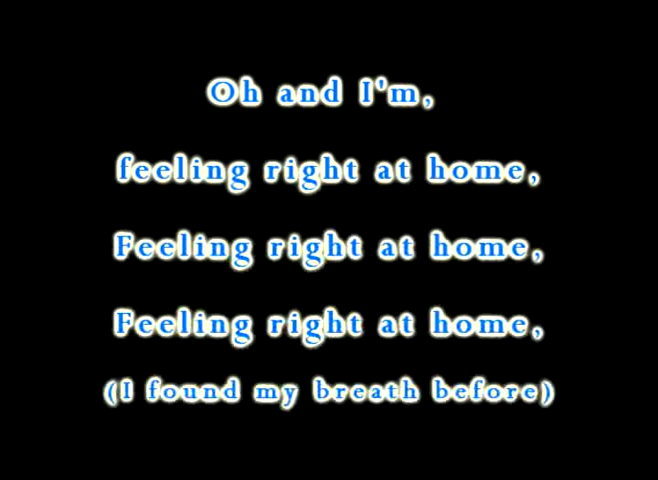 Oh and I'm,
feeling right at home,
Feeling right at home,
Feeling right at home,
(I found my breath before)